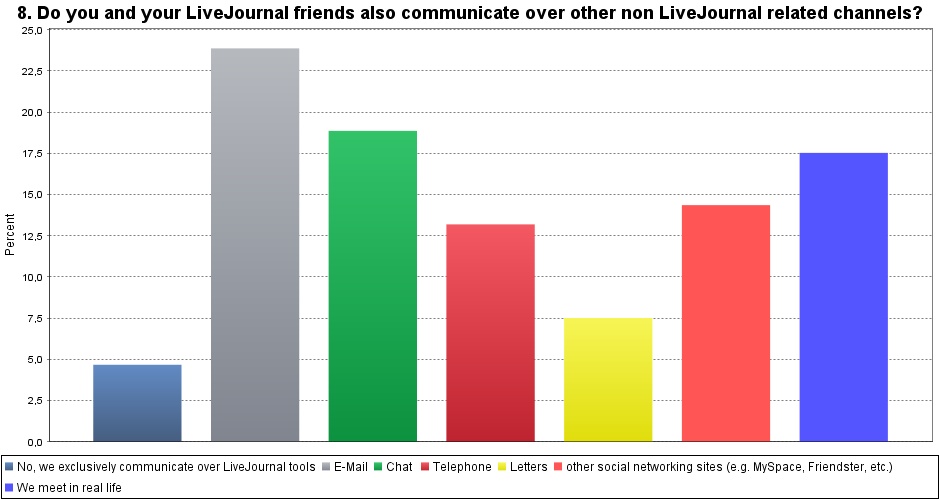 8. Do you and your LiveJournal friends also communicate over other non LiveJournal related channels?
25,0
22,5
20,0
17,5
15,0
12,5
10,0
7,5
5,0
2,5
0,0
Percent
No, we exclusively communicate over LiveJournal tools E-Mail Chat Telephone Letters other social networking sites (e.g. MySpace, Friendster, etc.)
We meet in real life